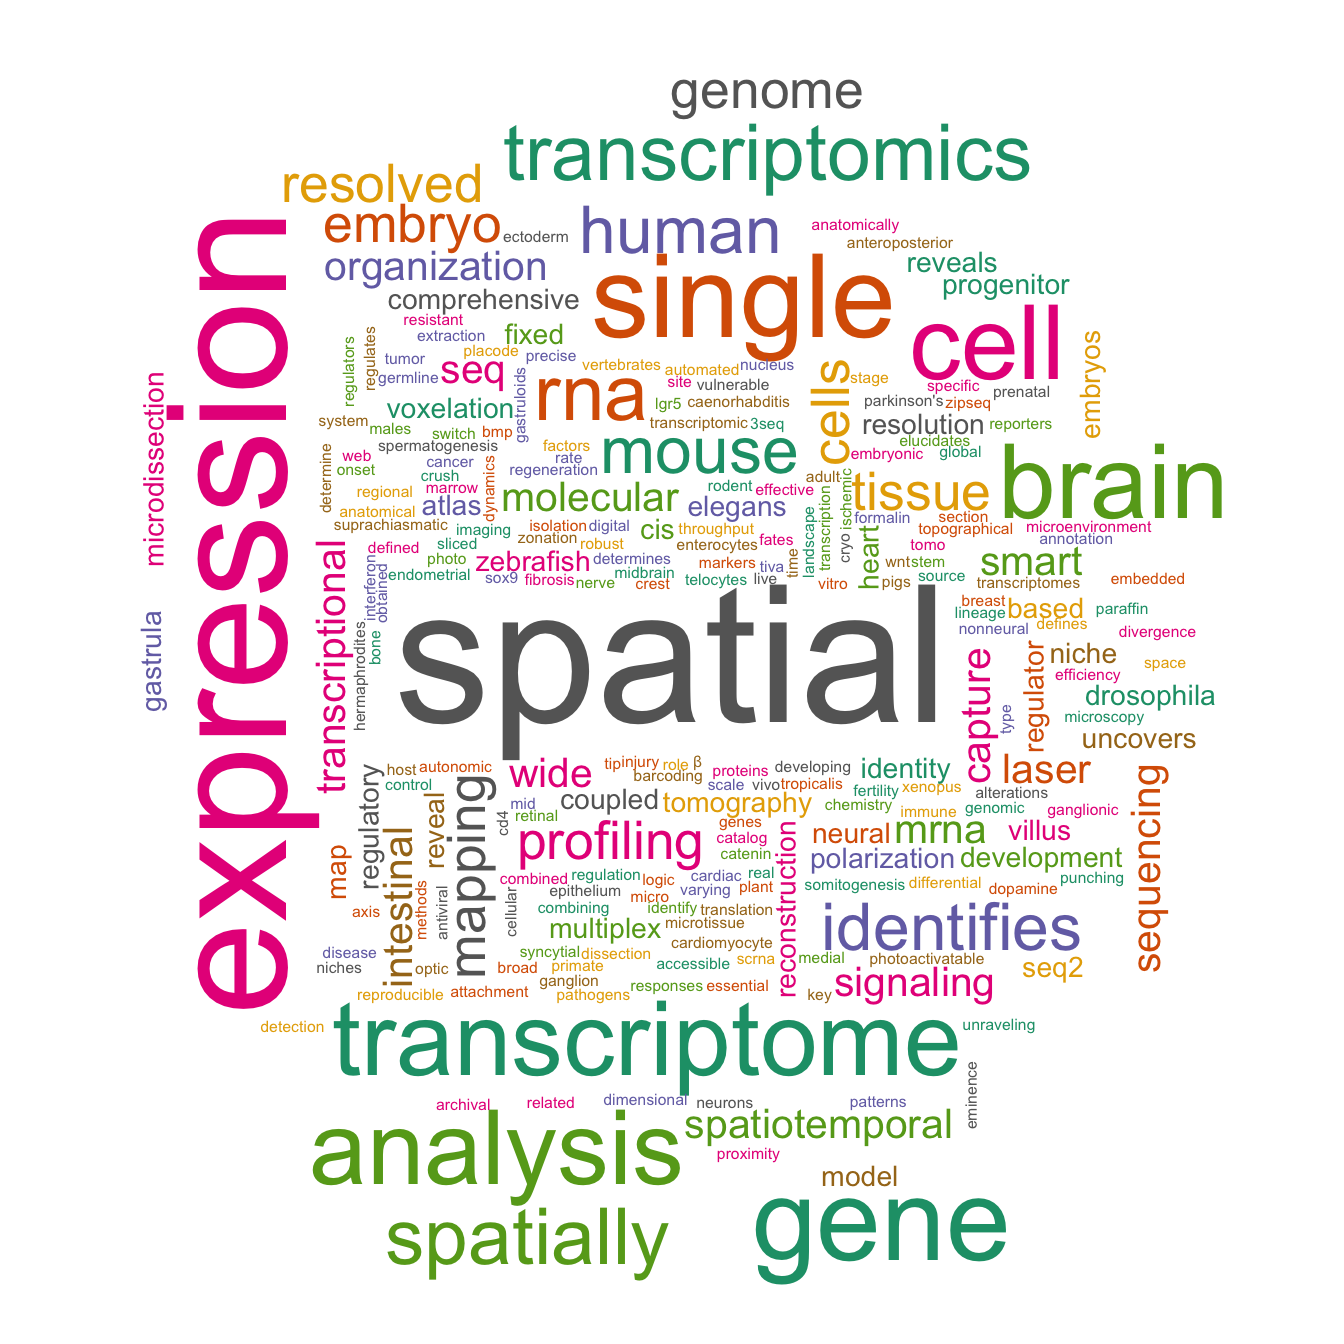 genome
transcriptomics
resolved
embryo
ectoderm
human
anatomically
anteroposterior
organization
reveals
progenitor
comprehensive
single
cell
resistant
extraction
fixed
expression
microdissection
gastrula
regulators
regulates
tumor
placode
precise
germline
seq
gastruloids
vertebrates
automated
nucleus
site
vulnerable
rna
cells
stage
specific
prenatal
parkinson's
zipseq
embryos
voxelation
lgr5
caenorhabditis
system
males
switch
bmp
transcriptomic
3seq
resolution
reporters
elucidates
spermatogenesis
factors
mouse
embryonic
global
web
onset
cancer
rate
crush
regeneration
brain
determine
regional
marrow
dynamics
molecular
rodent
effective
adult
tissue
anatomical
atlas
elegans
suprachiasmatic
imaging
isolation
digital
cis
throughput
landscape
transcription
ischemic
cryo
formalin
section
topographical
microenvironment
annotation
transcriptional
defined
sliced
zonation
robust
enterocytes
fates
time
heart
tomo
photo
zebrafish
determines
markers
tiva
wnt
stem
smart
interferon
obtained
endometrial
sox9
fibrosis
nerve
midbrain
crest
telocytes
live
vitro
pigs
source
transcriptomes
embedded
spatial
breast
lineage
based
paraffin
nonneural
defines
divergence
hermaphrodites
bone
capture
type
regulator
niche
space
efficiency
drosophila
microscopy
uncovers
regulatory
host
autonomic
control
wide
tip
injury
role
β
barcoding
proteins
developing
identity
laser
sequencing
scale
vivo
tropicalis
fertility
xenopus
alterations
mapping
reveal
intestinal
mid
cd4
retinal
coupled
tomography
chemistry
immune
genomic
ganglionic
map
profiling
genes
catalog
catenin
reconstruction
neural
mrna
villus
polarization
development
combined
regulation
logic
cardiac
real
somitogenesis
differential
dopamine
punching
epithelium
micro
varying
plant
axis
methods
antiviral
cellular
combining
identify
translation
identifies
multiplex
microtissue
cardiomyocyte
disease
niches
optic
syncytial
dissection
broad
primate
accessible
scrna
medial
photoactivatable
seq2
ganglion
signaling
reproducible
attachment
pathogens
responses
essential
key
detection
transcriptome
unraveling
eminence
archival
related
dimensional
neurons
patterns
analysis
spatiotemporal
proximity
model
spatially
gene